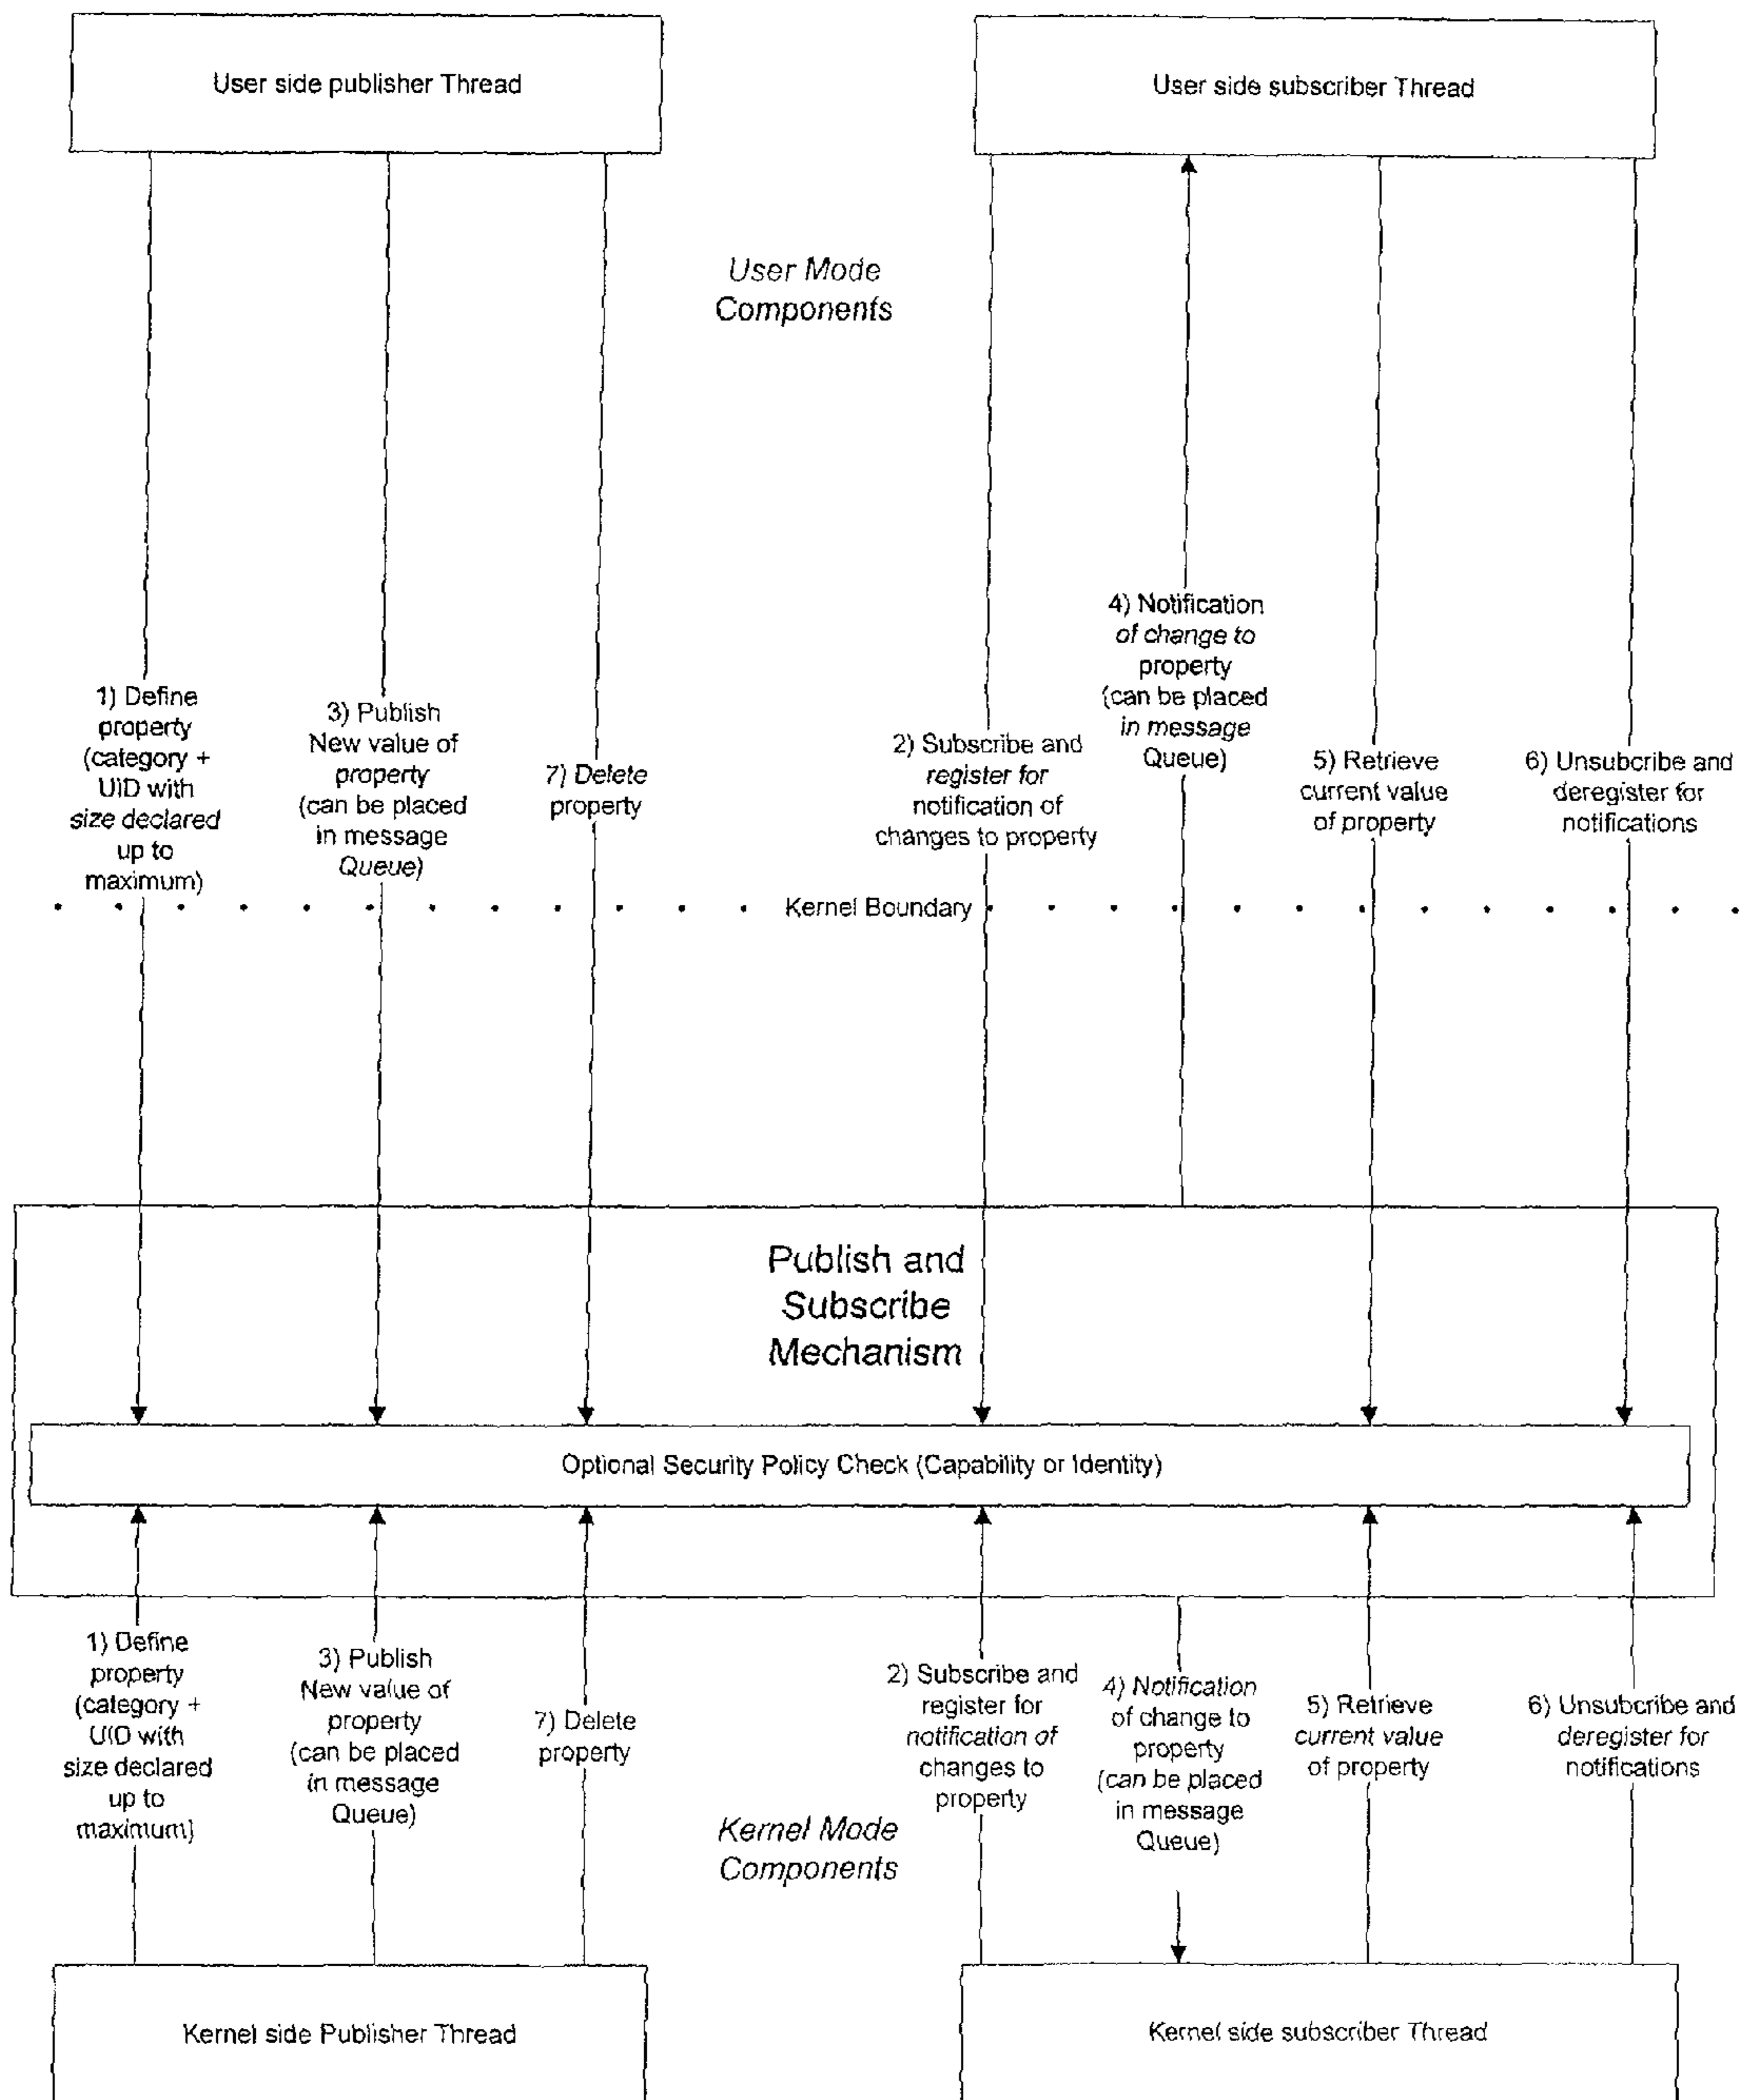 User side publisher Thread
User side subscriber Thread
User Mode
Components
1) Define
property
(category +
UID with
size declared
up to
maximum)
3) Publish
New value of
property
(can be placed
in message
Queue)
7) Delete
property
2) Subscribe and
register for
notification of
changes to property
4) Notification
of change to
property
(can be placed
in message
Queue)
5) Retrieve
current value
of property
6) Unsubcribe and
deregister for
notifications
Kernel Boundary
Publish and
Subscribe
Mechanism
Optional Security Policy Check (Capability or Identity)
1) Define
property
(category +
UID with
size declared
up to
maximum)
3) Publish
New value of
property
(can be placed
in message
Queue)
7) Delete
property
2) Subscribe and
register for
notification of
changes to
property
4) Notification
of change to
property
(can be placed
in message
Queue)
5) Retrieve
current value
of property
6) Unsubcribe and
deregister for
notifications
Kernel Mode
Components
Kernel side Publisher Thread
Kernel side subscriber Thread